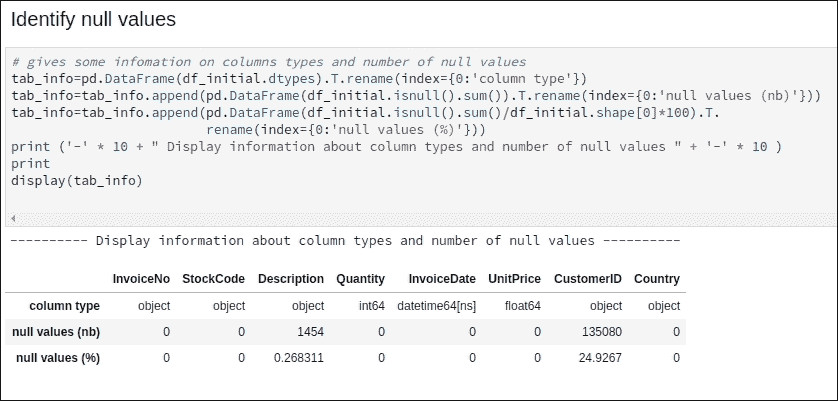 Identify null values
# gives some infomation on columns types and number of null values
tab_info=pd.DataFrame(df_initial.dtypes).T.rename(index={0:'column type'})
tab_info=tab_info.append(pd.DataFrame(df_initial.isnull().sum()).T.rename(index={0:'null values (nb)'}))
tab_info=tab_info.append(pd.DataFrame(df_initial.isnull().sum()/df_initial.shape[0]*100).T.
rename(index={0:'null values (%)'}))
print ('-' * 10 + " Display information about column types and number of null values " + '-' * 10 )
print
display(tab_info)
---------- Display information about column types and number of null values ----------
InvoiceNo StockCode Description Quantity InvoiceDate UnitPrice CustomerID Country
column type object object object int64 datetime64[ns] float64 object object
null values (nb) 0 0 1454 0 0 0 135080 0
null values (%) 0 0 0.268311 0 0 0 24.9267 0